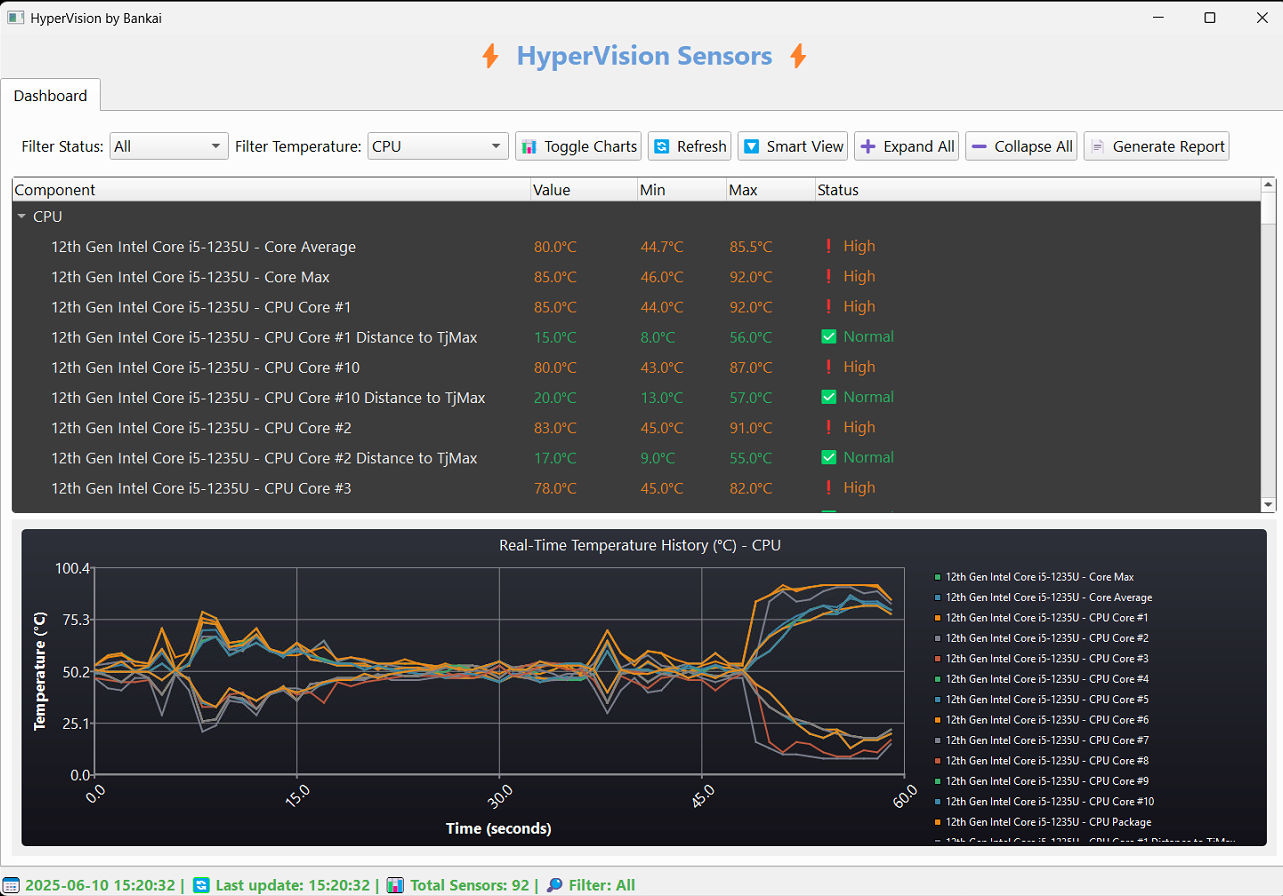 HyperVision by Bankai
HyperVision Sensors
Dashboard
Filter Status: All Filter Temperature: CPU Toggle Charts Refresh Smart View Expand All Collapse All Generate Report
Component Value Min Max Status
CPU
12th Gen Intel Core i5-1235U - Core Average 80.0°C 44.7°C 85.5°C High
12th Gen Intel Core i5-1235U - Core Max 85.0°C 46.0°C 92.0°C High
12th Gen Intel Core i5-1235U - CPU Core #1 85.0°C 44.0°C 92.0°C High
12th Gen Intel Core i5-1235U - CPU Core #1 Distance to TjMax 15.0°C 8.0°C 56.0°C Normal
12th Gen Intel Core i5-1235U - CPU Core #10 80.0°C 43.0°C 87.0°C High
12th Gen Intel Core i5-1235U - CPU Core #10 Distance to TjMax 20.0°C 13.0°C 57.0°C Normal
12th Gen Intel Core i5-1235U - CPU Core #2 83.0°C 45.0°C 91.0°C High
12th Gen Intel Core i5-1235U - CPU Core #2 Distance to TjMax 17.0°C 9.0°C 55.0°C Normal
12th Gen Intel Core i5-1235U - CPU Core #3 78.0°C 45.0°C 82.0°C High
Real-Time Temperature History (°C) - CPU
Temperature (°C)
100.4
75.3
50.2
25.1
0.0
0.0 15.0 30.0 45.0 60.0
Time (seconds)
12th Gen Intel Core i5-1235U - Core Max
12th Gen Intel Core i5-1235U - Core Average
12th Gen Intel Core i5-1235U - CPU Core #1
12th Gen Intel Core i5-1235U - CPU Core #2
12th Gen Intel Core i5-1235U - CPU Core #3
12th Gen Intel Core i5-1235U - CPU Core #4
12th Gen Intel Core i5-1235U - CPU Core #5
12th Gen Intel Core i5-1235U - CPU Core #6
12th Gen Intel Core i5-1235U - CPU Core #7
12th Gen Intel Core i5-1235U - CPU Core #8
12th Gen Intel Core i5-1235U - CPU Core #9
12th Gen Intel Core i5-1235U - CPU Core #10
12th Gen Intel Core i5-1235U - CPU Package
12th Gen Intel Core i5-1235U - CPU Core #1 Distance to TjMax
2025-06-10 15:20:32 | Last update: 15:20:32 | Total Sensors: 92 | Filter: All